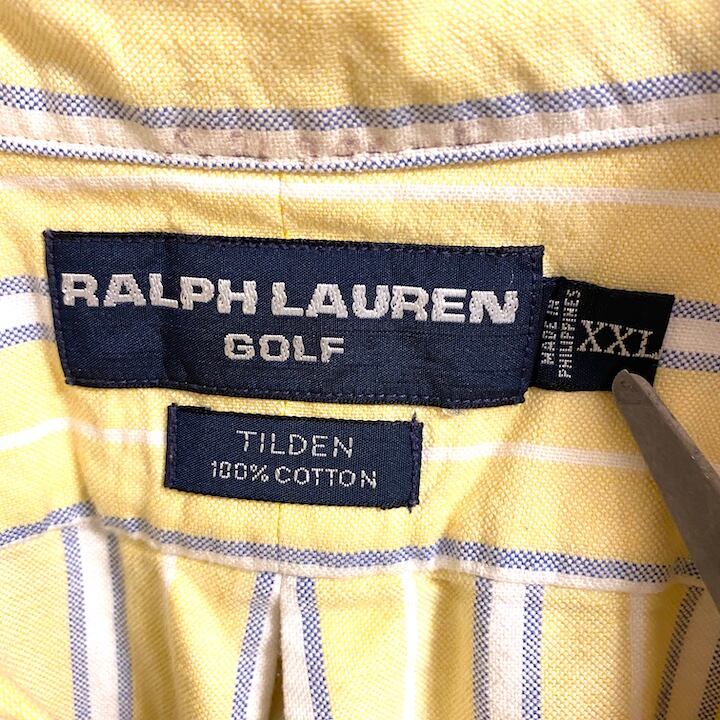 RALPH LAUREN
GOLF
MADE IN
PHILIPPINES
XXL
TILDEN
100% COTTON